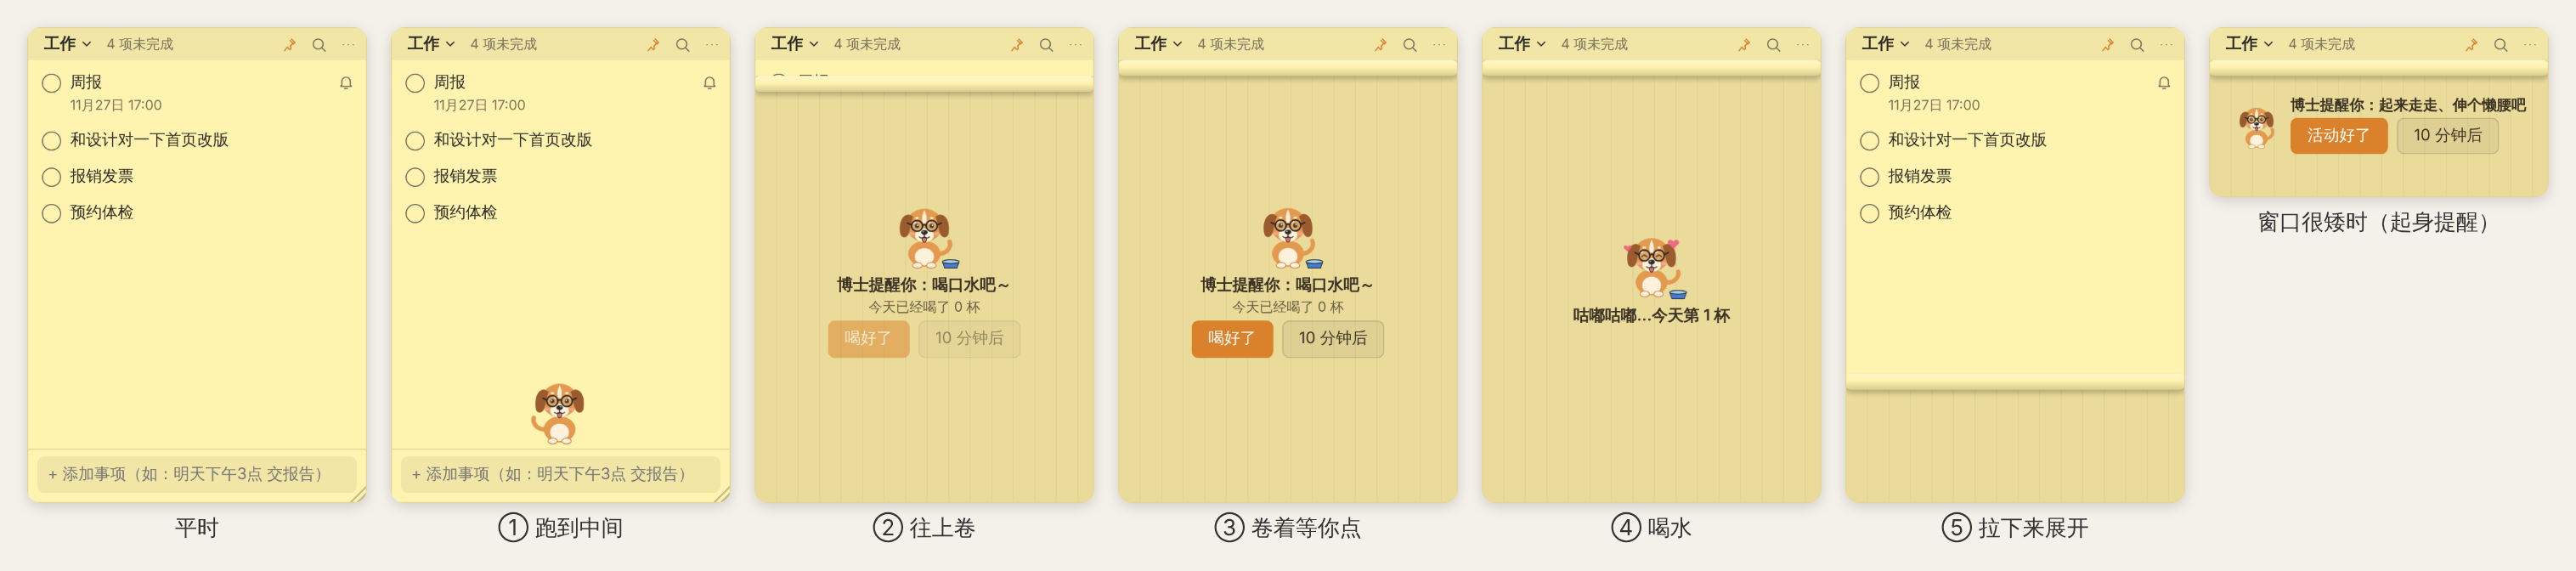 工作 4 项未完成
周报
11月27日 17:00
和设计对一下首页改版
报销发票
预约体检
+ 添加事项（如：明天下午3点 交报告）
平时
工作 4 项未完成
周报
11月27日 17:00
和设计对一下首页改版
报销发票
预约体检
+ 添加事项（如：明天下午3点 交报告）
① 跑到中间
工作 4 项未完成
博士提醒你：喝口水吧～
今天已经喝了 0 杯
喝好了 10 分钟后
② 往上卷
工作 4 项未完成
博士提醒你：喝口水吧～
今天已经喝了 0 杯
喝好了 10 分钟后
③ 卷着等你点
工作 4 项未完成
咕嘟咕嘟…今天第 1 杯
④ 喝水
工作 4 项未完成
周报
11月27日 17:00
和设计对一下首页改版
报销发票
预约体检
⑤ 拉下来展开
工作 4 项未完成
博士提醒你：起来走走、伸个懒腰吧
活动好了 10 分钟后
窗口很矮时（起身提醒）